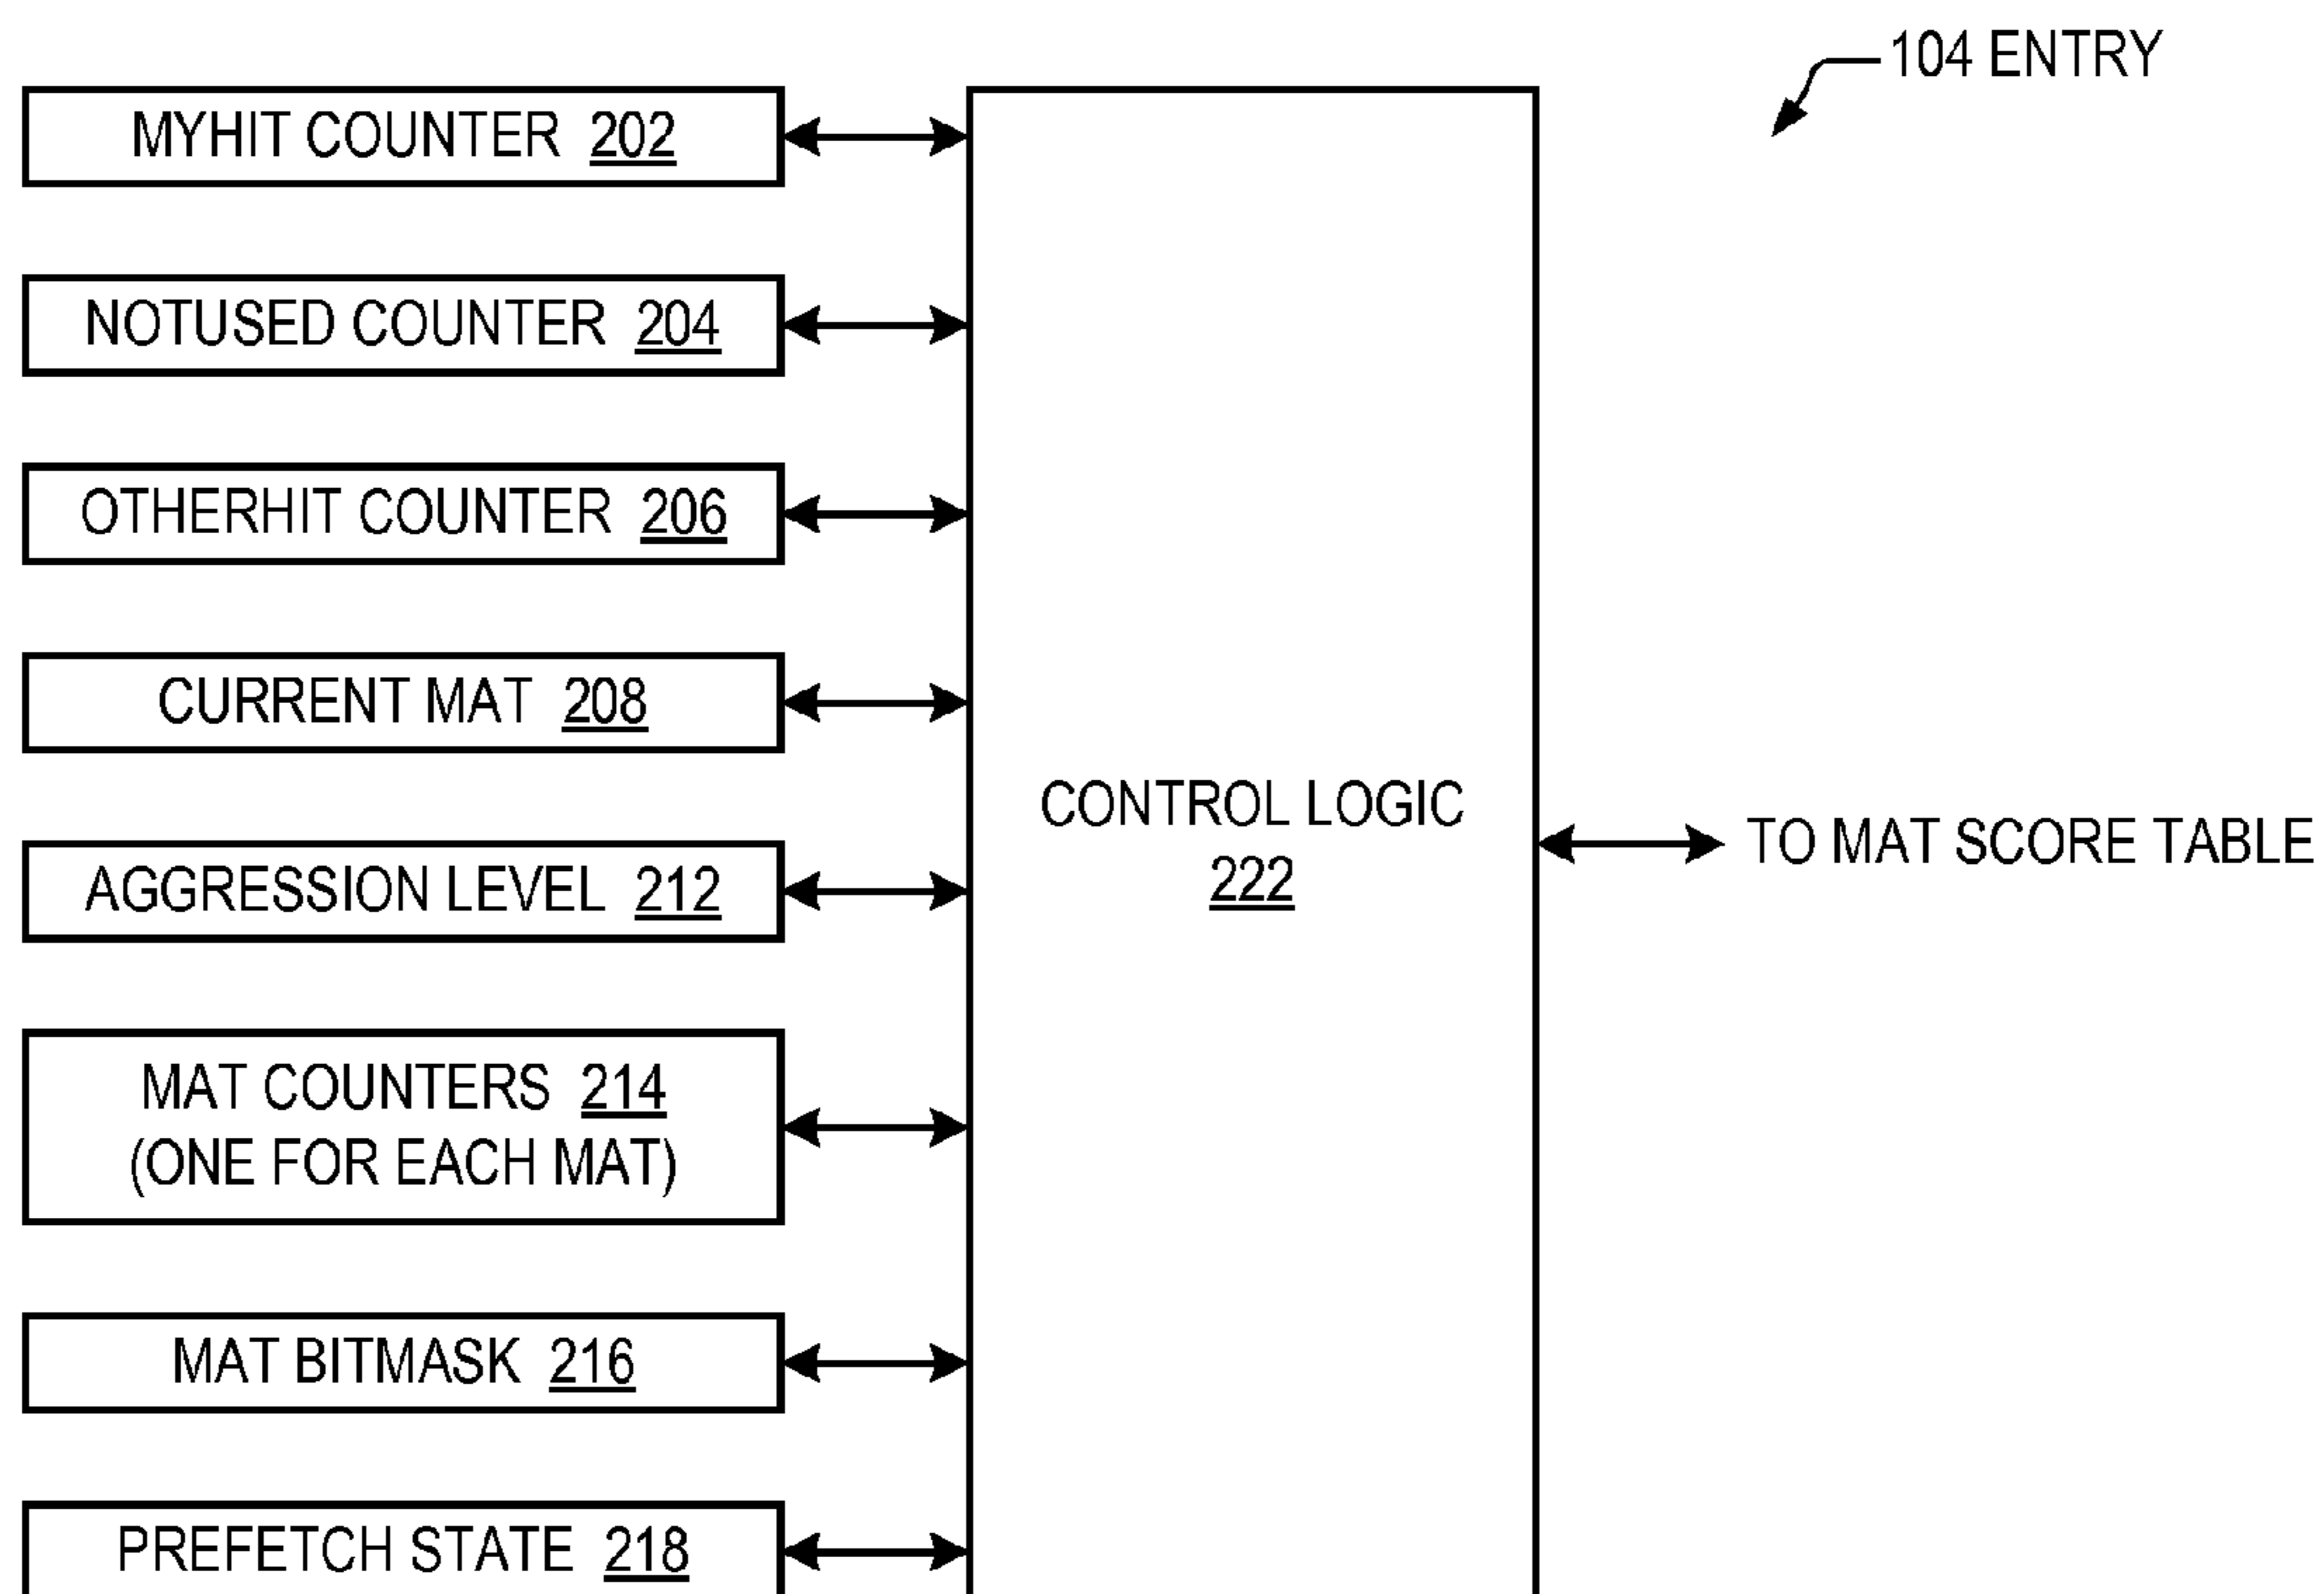 104 ENTRY
MYHIT COUNTER 202
NOTUSED COUNTER 204
OTHERHIT COUNTER 206
CURRENT MAT 208
AGGRESSION LEVEL 212
MAT COUNTERS 214
(ONE FOR EACH MAT)
MAT BITMASK 216
PREFETCH STATE 218
CONTROL LOGIC
222
TO MAT SCORE TABLE